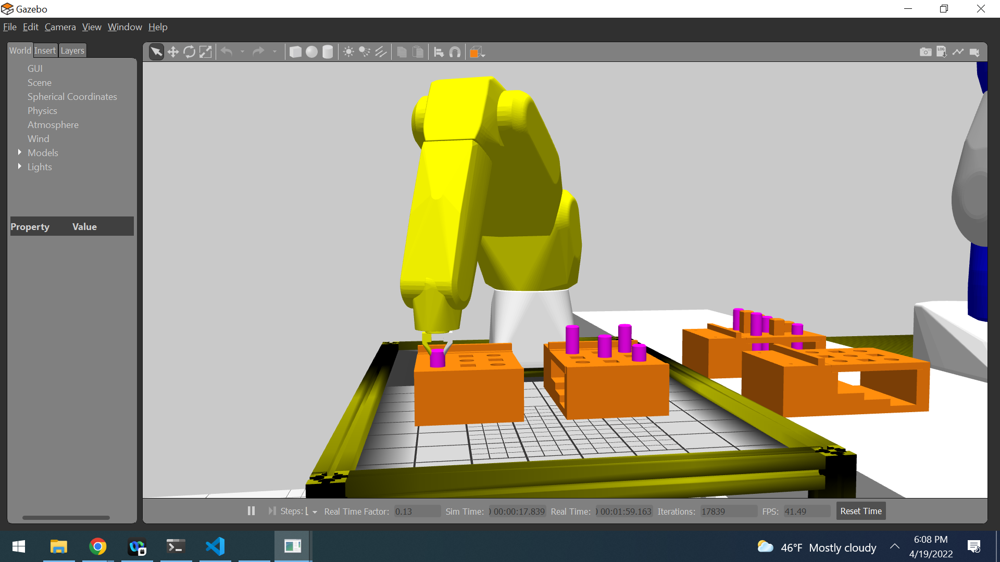 Gazebo
File Edit Camera View Window Help
World Insert Layers
LOG
GUI
Scene
Spherical Coordinates
Physics
Atmosphere
Wind
Models
Lights
Property Value
Steps: Real Time Factor: 0.13 Sim Time: 00:00:17.839 Real Time: 00:01:59.163 Iterations: 17839 FPS: 41.49 Reset Time
46°F Mostly cloudy
6:08 PM
4/19/2022